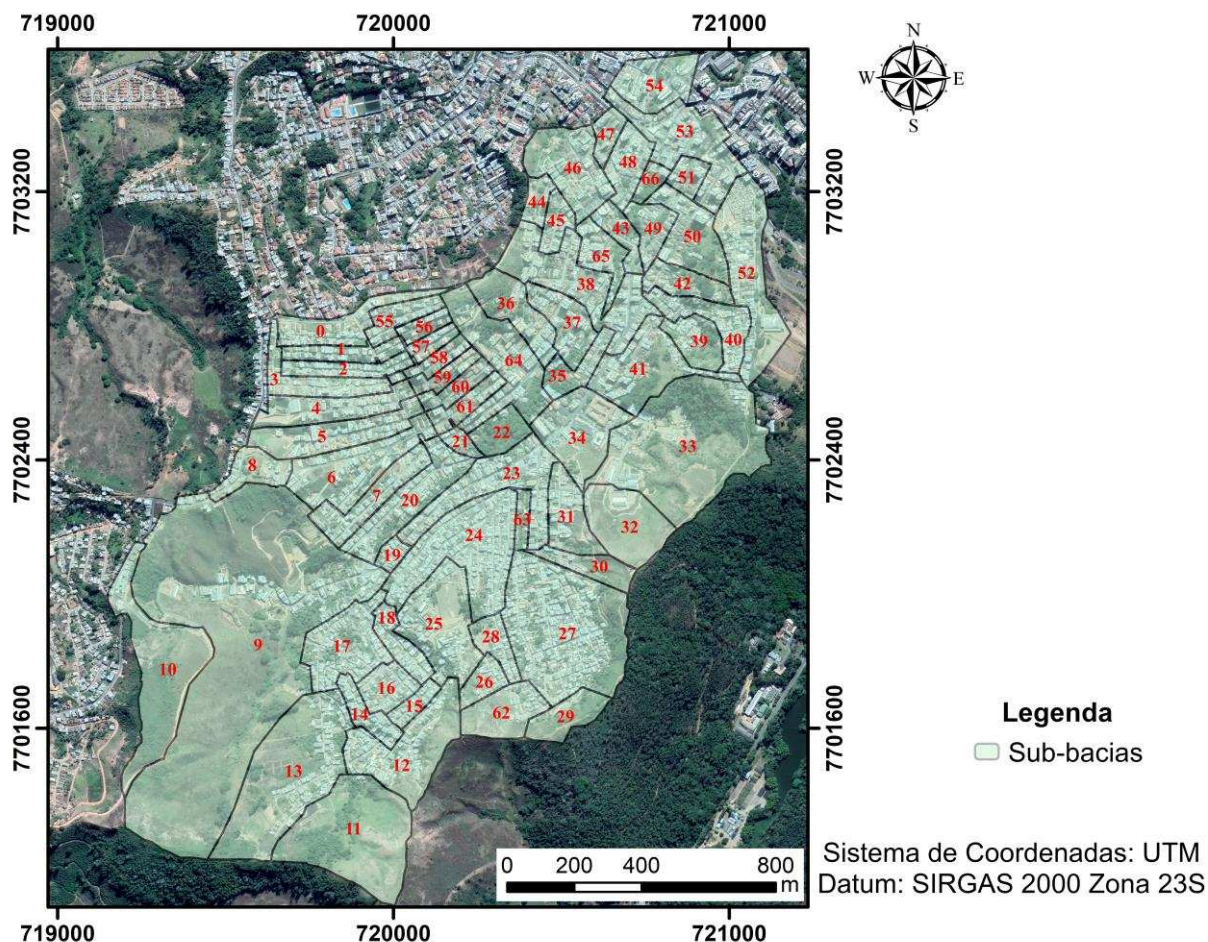 719000 720000 721000
N
W E
S
54
47 53
46 48
66 51
7703200 7703200
44
45 43 49
50
65
52
38 42
36
55 37
0 56
57 39 40
1 58 64
2 59 35 41
3 60
4 61
5 21 22 34 33
8 7702400 7702400
6 23
7 20
63 31 32
24
19 30
18 25
9 17 28 27
10
16 26
14 15 62 29
7701600 7701600
12
13
11
Legenda
Sub-bacias
0 200 400 800
m
Sistema de Coordenadas: UTM
Datum: SIRGAS 2000 Zona 23S
719000 720000 721000